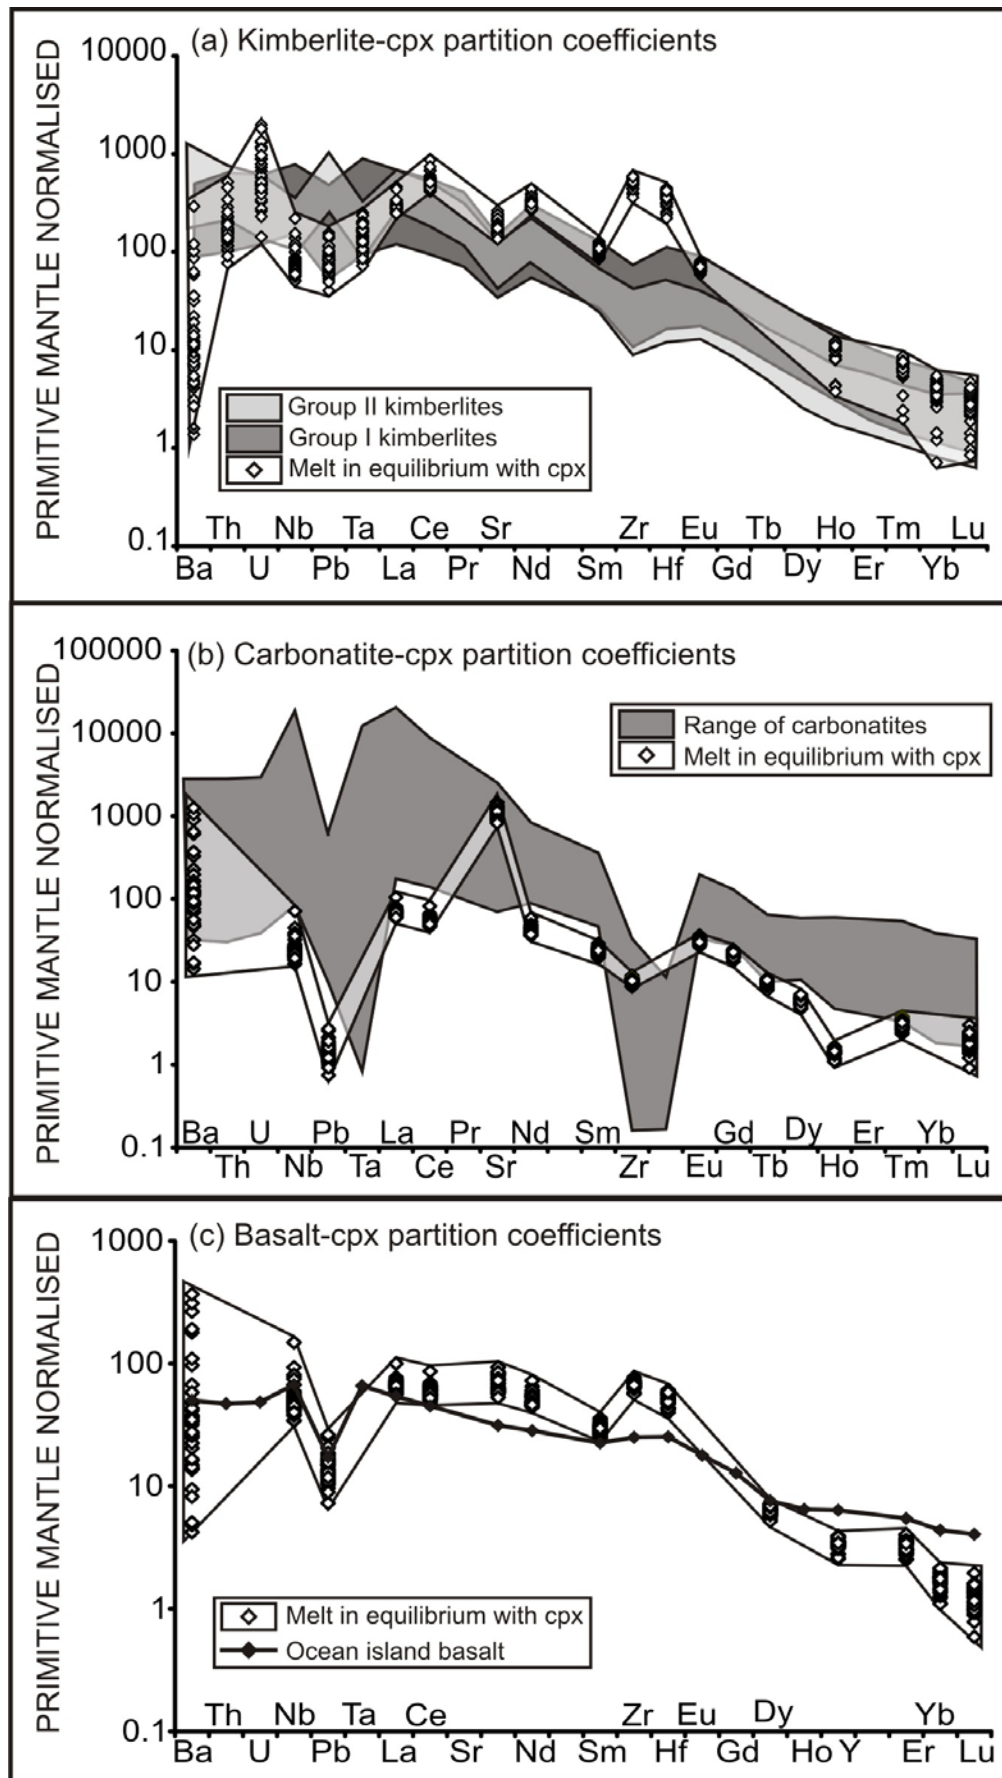 (a) Kimberlite-cpx partition coefficients
PRIMITIVE MANTLE NORMALISED
10000
1000
100
10
1
0.1
Group II kimberlites
Group I kimberlites
Melt in equilibrium with cpx
Th Nb Ta Ce Sr Zr Eu Tb Ho Tm Lu
Ba U Pb La Pr Nd Sm Hf Gd Dy Er Yb
(b) Carbonatite-cpx partition coefficients
PRIMITIVE MANTLE NORMALISED
100000
10000
1000
100
10
1
0.1
Range of carbonatites
Melt in equilibrium with cpx
Ba U Pb La Pr Nd Sm Gd Dy Er Yb
Th Nb Ta Ce Sr Zr Eu Tb Ho Tm Lu
(c) Basalt-cpx partition coefficients
PRIMITIVE MANTLE NORMALISED
1000
100
10
1
0.1
Melt in equilibrium with cpx
Ocean island basalt
Th Nb Ta Ce Zr Eu Dy Yb
Ba U Pb La Sr Nd Sm Hf Gd Ho Y Er Lu